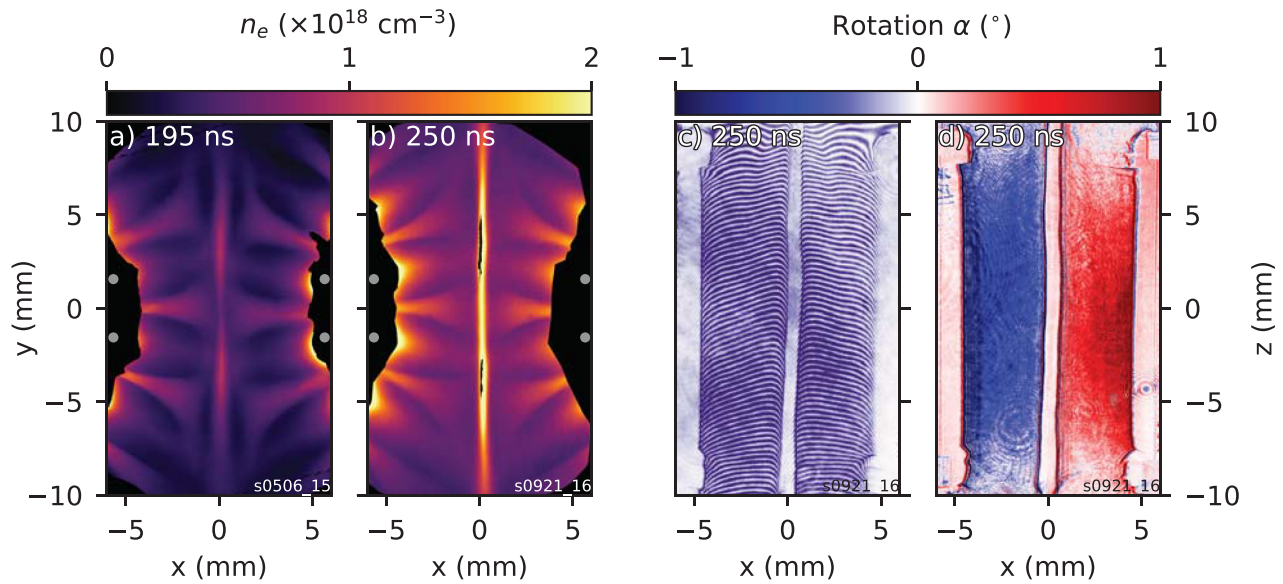 n_e (×10^18 cm^−3)
0 1 2
Rotation α (°)
−1 0 1
a) 195 ns
b) 250 ns
c) 250 ns
d) 250 ns
10
5
0
−5
−10
y (mm)
10
5
0
−5
−10
z (mm)
s0506_15
s0921_16
s0921_16
s0921_16
−5 0 5
−5 0 5
−5 0 5
−5 0 5
x (mm)
x (mm)
x (mm)
x (mm)